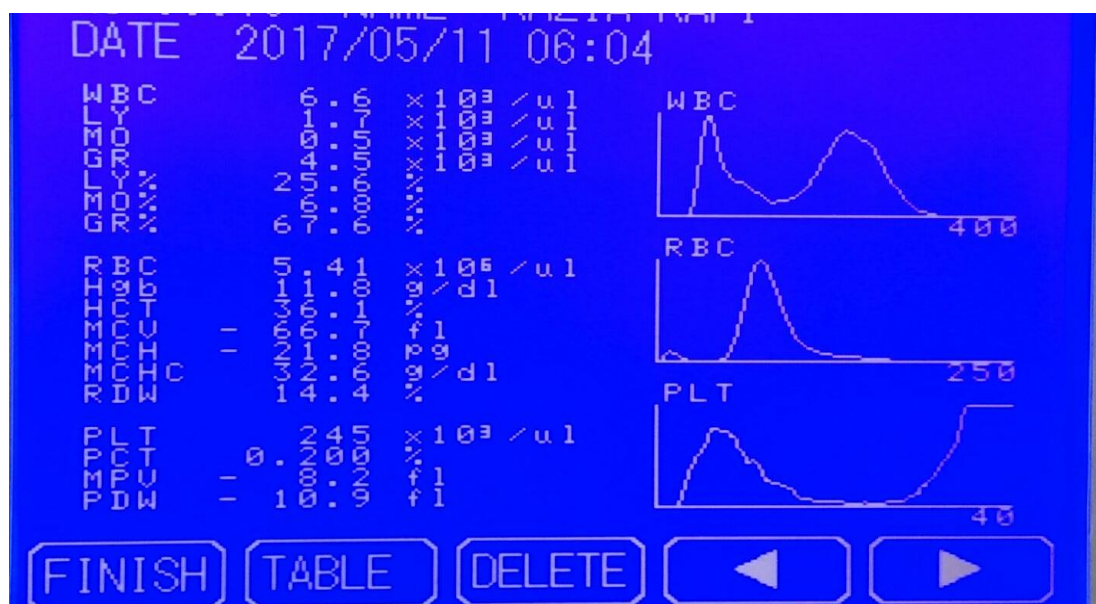 DATE 2017/05/11 06:04
WBC 6.6 ×10³/ul
LY 1.7 ×10³/ul
MO 0.5 ×10³/ul
GR 4.5 ×10³/ul
LY% 25.6 %
MO% 6.8 %
GR% 67.6 %
RBC 5.41 ×10⁶/ul
Hgb 11.8 g/dl
HCT 36.1 %
MCV - 66.7 fl
MCH - 21.8 pg
MCHC 32.6 g/dl
RDW 14.4 %
PLT 245 ×10³/ul
PCT 0.200 %
MPV - 8.2 fl
PDW - 10.9 fl
WBC
400
RBC
250
PLT
40
FINISH TABLE DELETE ◀ ▶